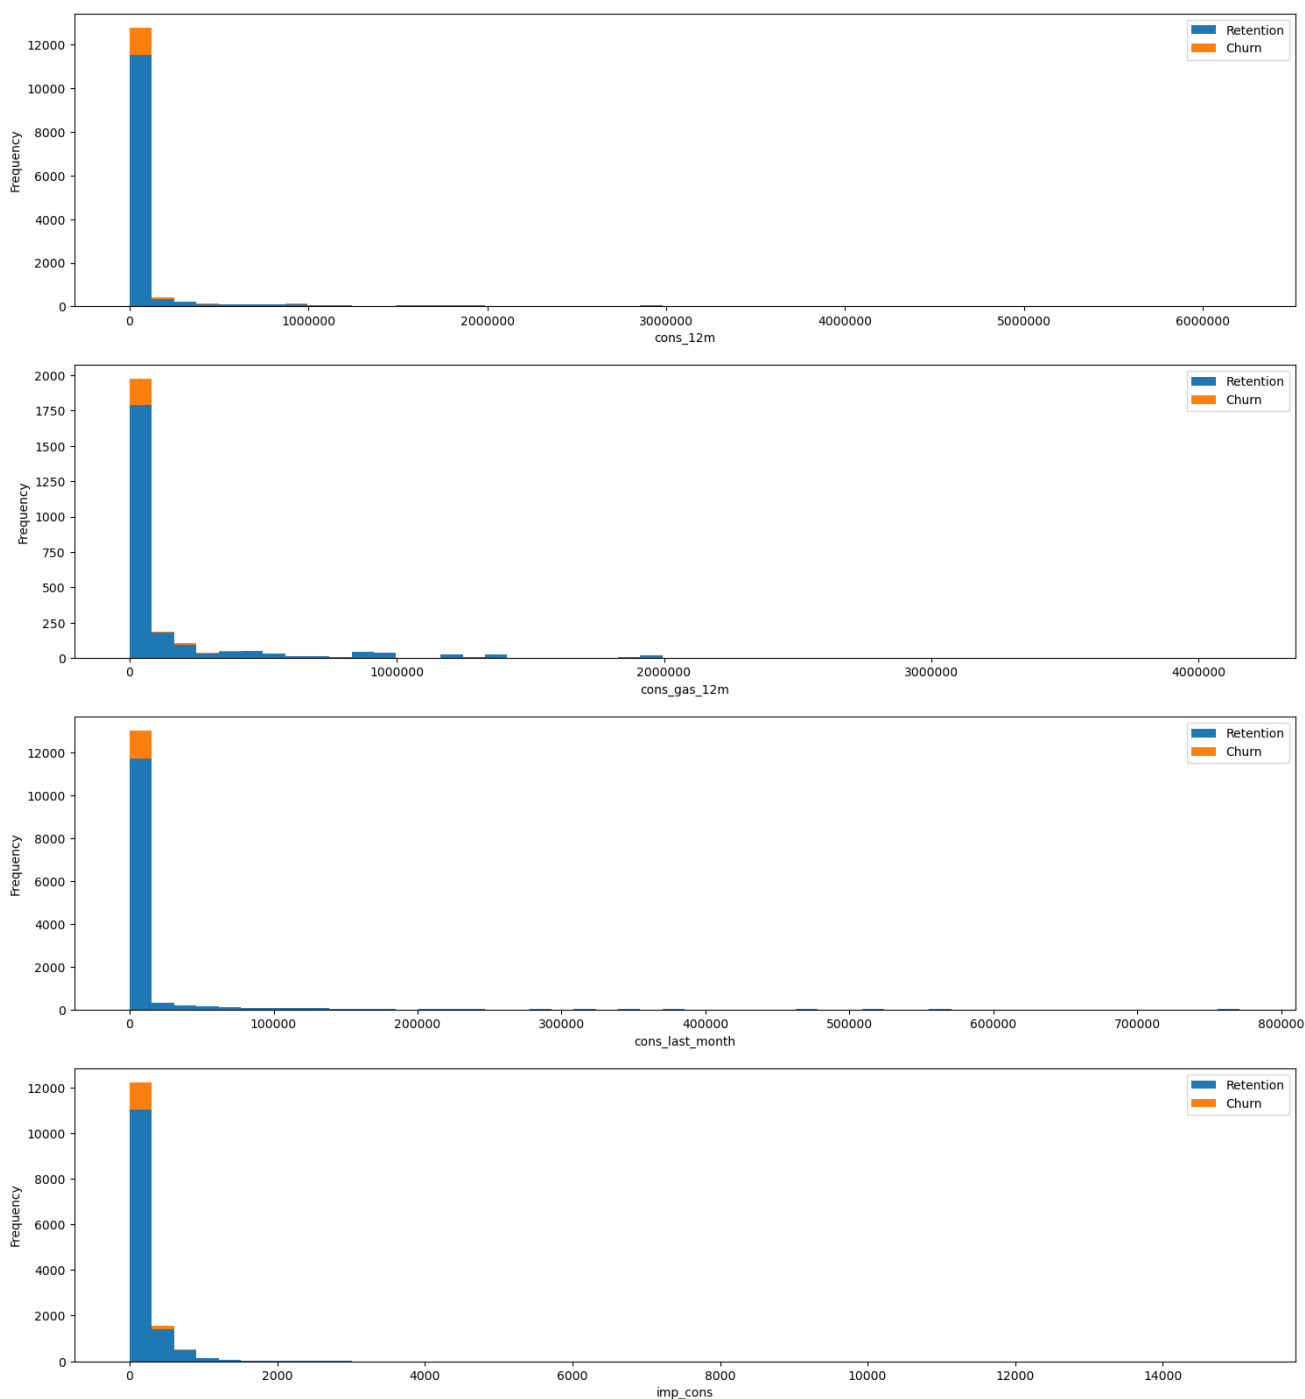 Retention
Churn
12000
10000
8000
6000
4000
2000
0
Frequency
0 1000000 2000000 3000000 4000000 5000000 6000000
cons_12m
Retention
Churn
2000
1750
1500
1250
1000
750
500
250
0
Frequency
0 1000000 2000000 3000000 4000000
cons_gas_12m
Retention
Churn
12000
10000
8000
6000
4000
2000
0
Frequency
0 100000 200000 300000 400000 500000 600000 700000 800000
cons_last_month
Retention
Churn
12000
10000
8000
6000
4000
2000
0
Frequency
0 2000 4000 6000 8000 10000 12000 14000
imp_cons